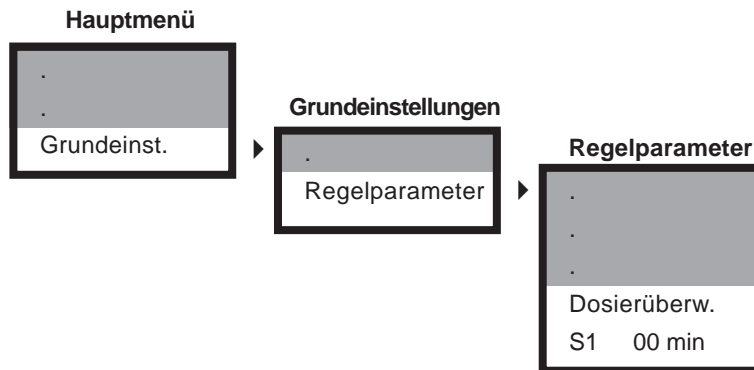 Hauptmenü
.
.
Grundeinst.
Grundeinstellungen
.
Regelparameter
Regelparameter
.
.
.
Dosierüberw.
S1 00 min